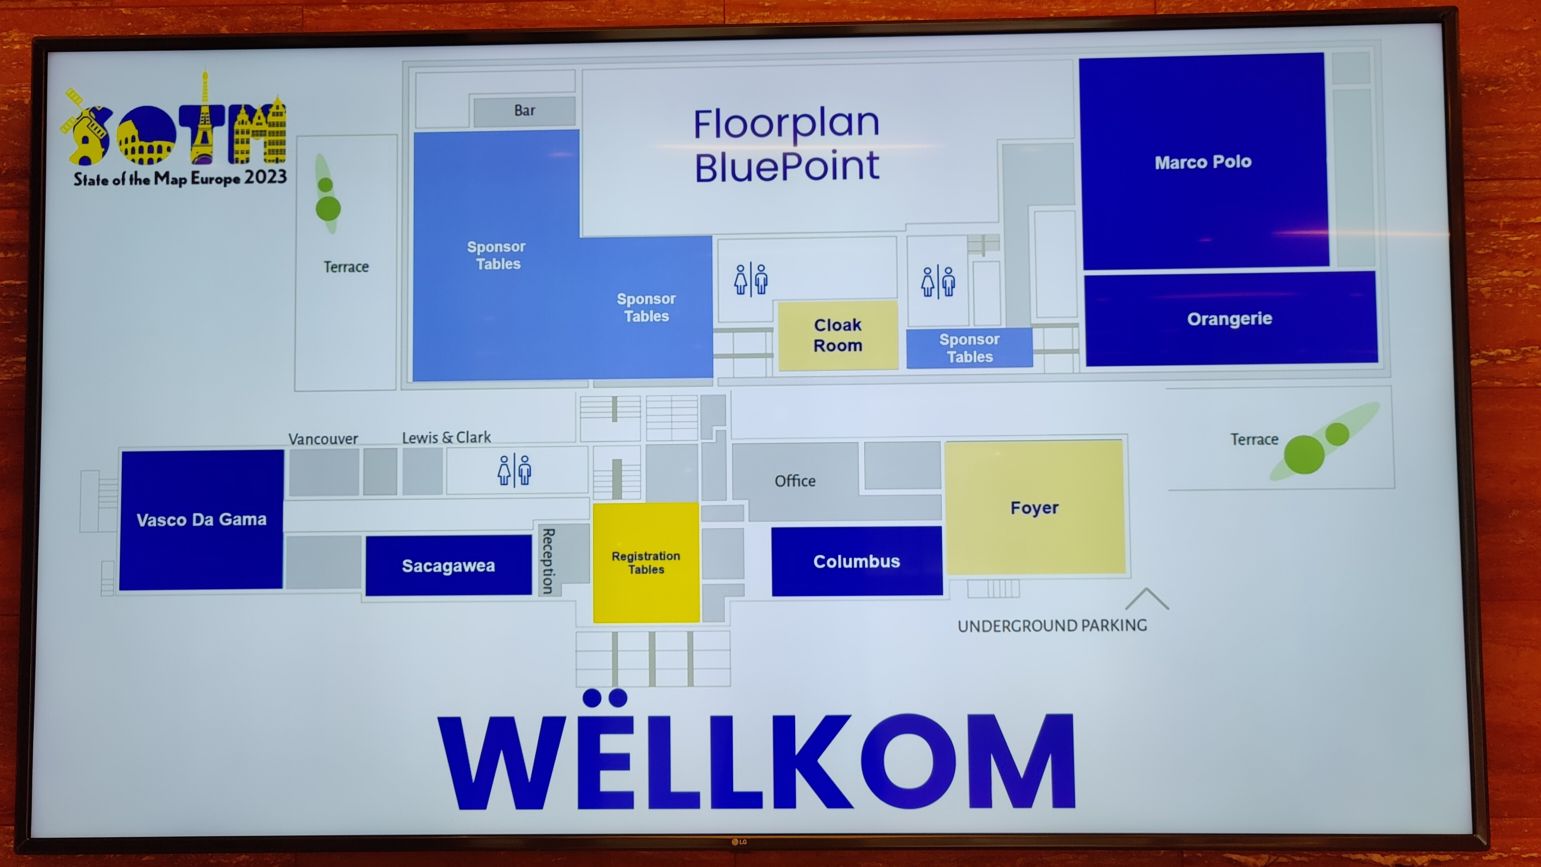 SOTM
State of the Map Europe 2023
Floorplan
BluePoint
Bar
Marco Polo
Sponsor
Tables
Terrace
Sponsor
Tables
Cloak
Room
Sponsor
Tables
Orangerie
Vancouver
Lewis & Clark
Terrace
Office
Foyer
Vasco Da Gama
Sacagawea
Reception
Registration
Tables
Columbus
UNDERGROUND PARKING
WËLLKOM
LG